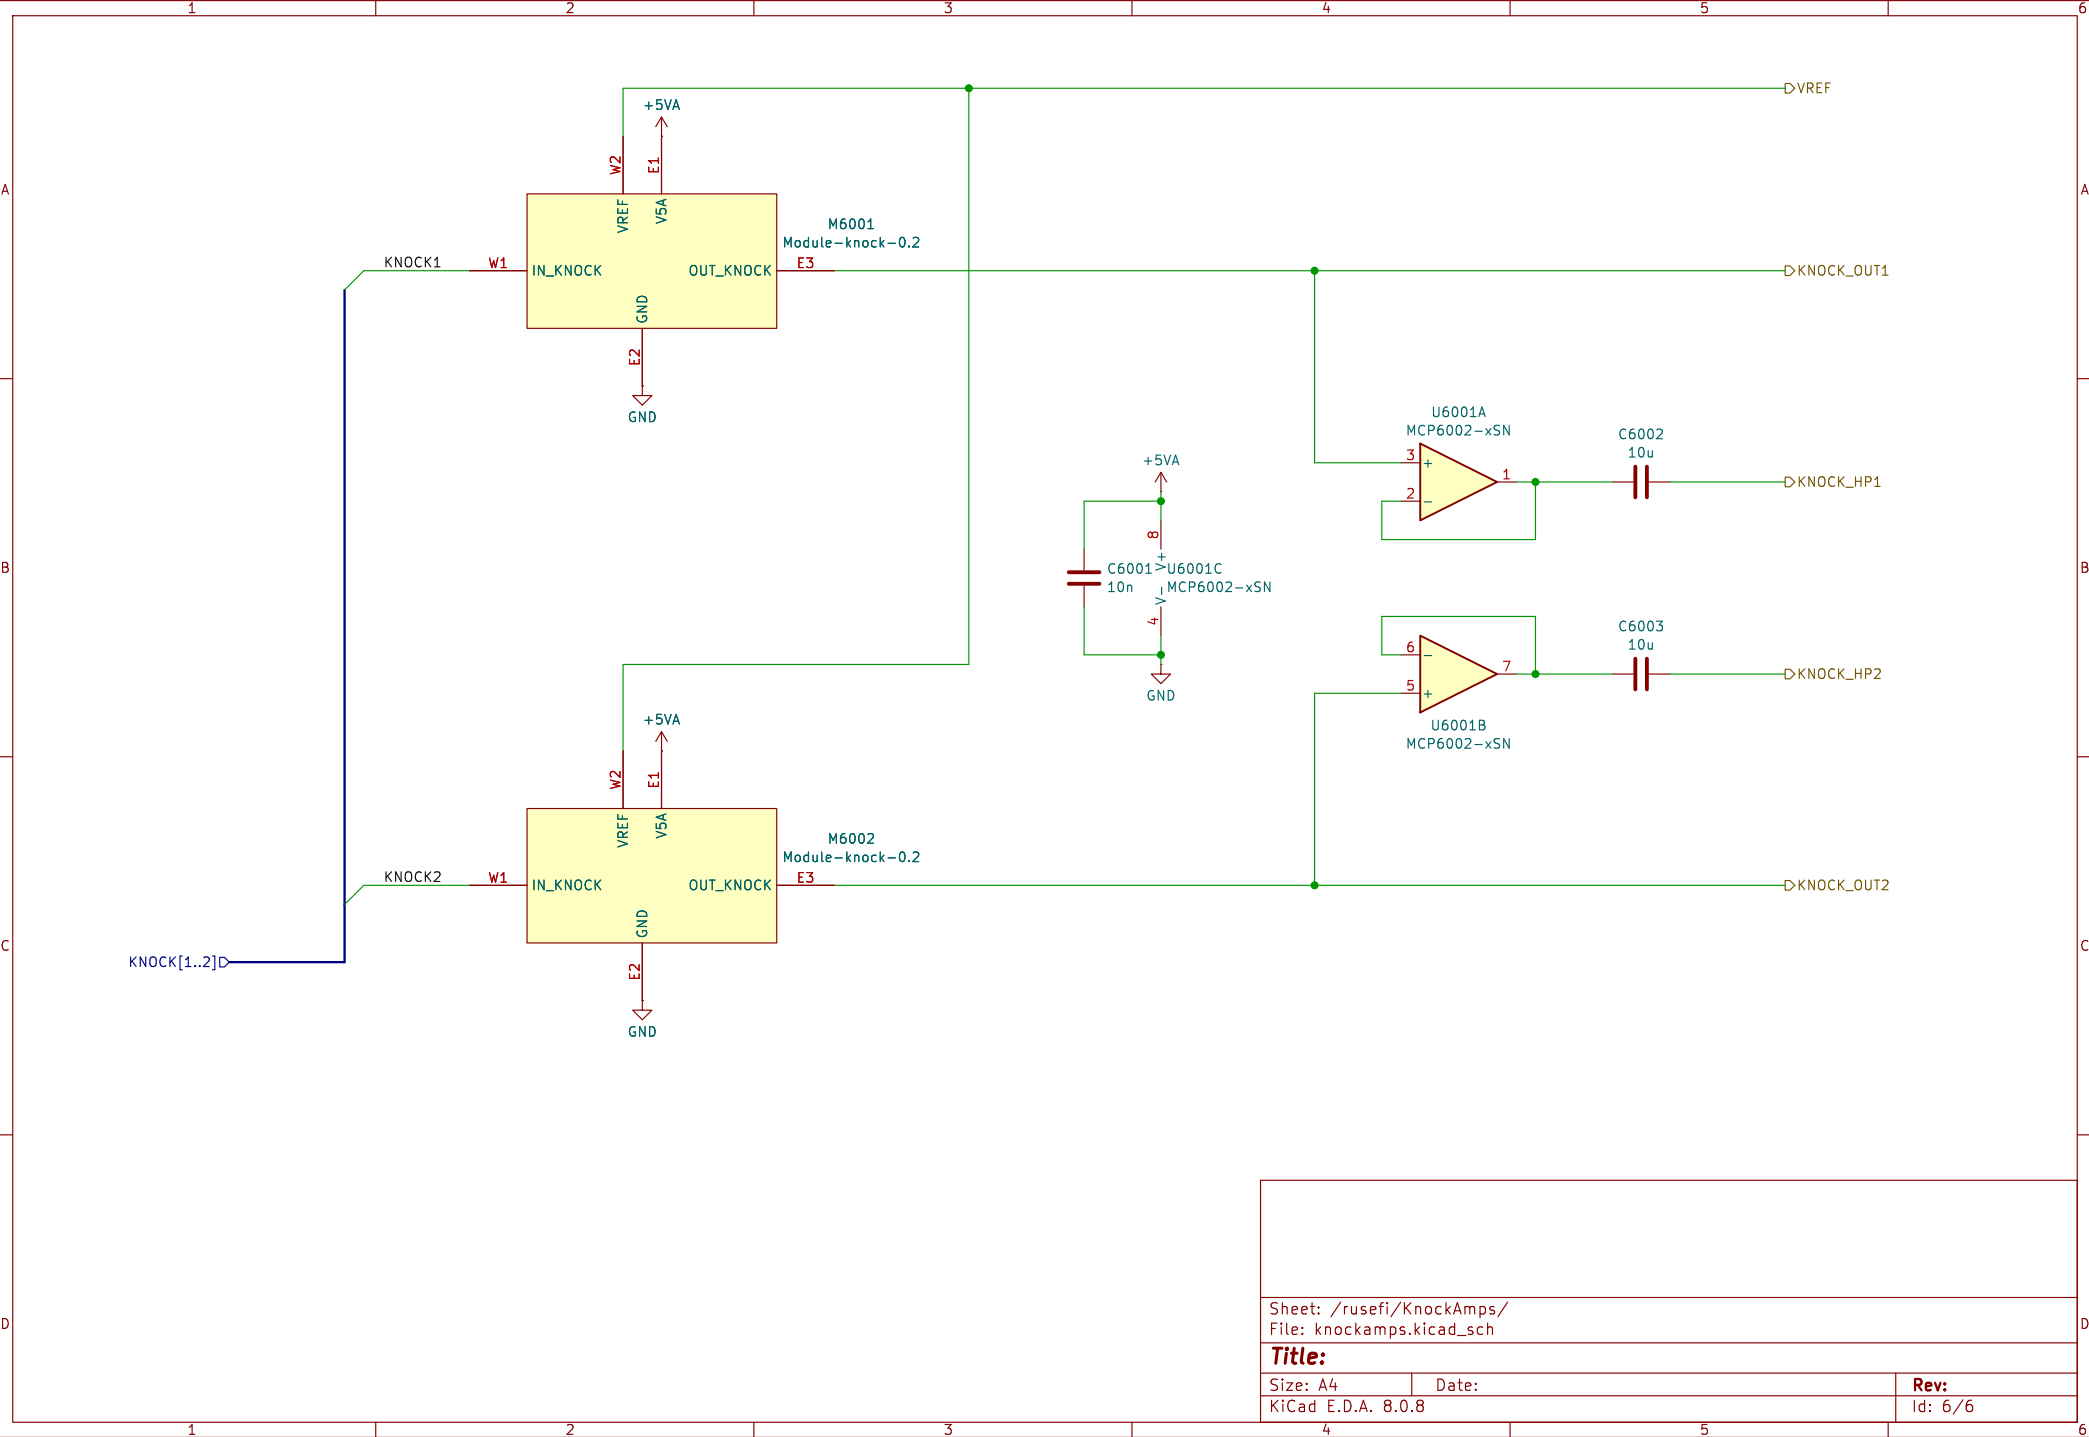 1 2 3 4 5 6
VREF
+5VA
W2
E1
A
A
VREF
V5A
M6001
Module-knock-0.2
KNOCK1
W1
IN_KNOCK
OUT_KNOCK
E3
KNOCK_OUT1
GND
E2
GND
U6001A
MCP6002-xSN
C6002
10u
+5VA
3
+
1
KNOCK_HP1
2
-
8
B
B
V+
C6001
10n
U6001C
MCP6002-xSN
V-
4
GND
C6003
10u
6
-
7
KNOCK_HP2
5
+
U6001B
MCP6002-xSN
+5VA
W2
E1
VREF
V5A
M6002
Module-knock-0.2
KNOCK2
W1
IN_KNOCK
OUT_KNOCK
E3
KNOCK_OUT2
GND
C
C
KNOCK[1..2]
E2
GND
Sheet: /rusefi/KnockAmps/
File: knockamps.kicad_sch
D
D
Title:
Size: A4
Date:
Rev:
KiCad E.D.A. 8.0.8
Id: 6/6
1 2 3 4 5 6